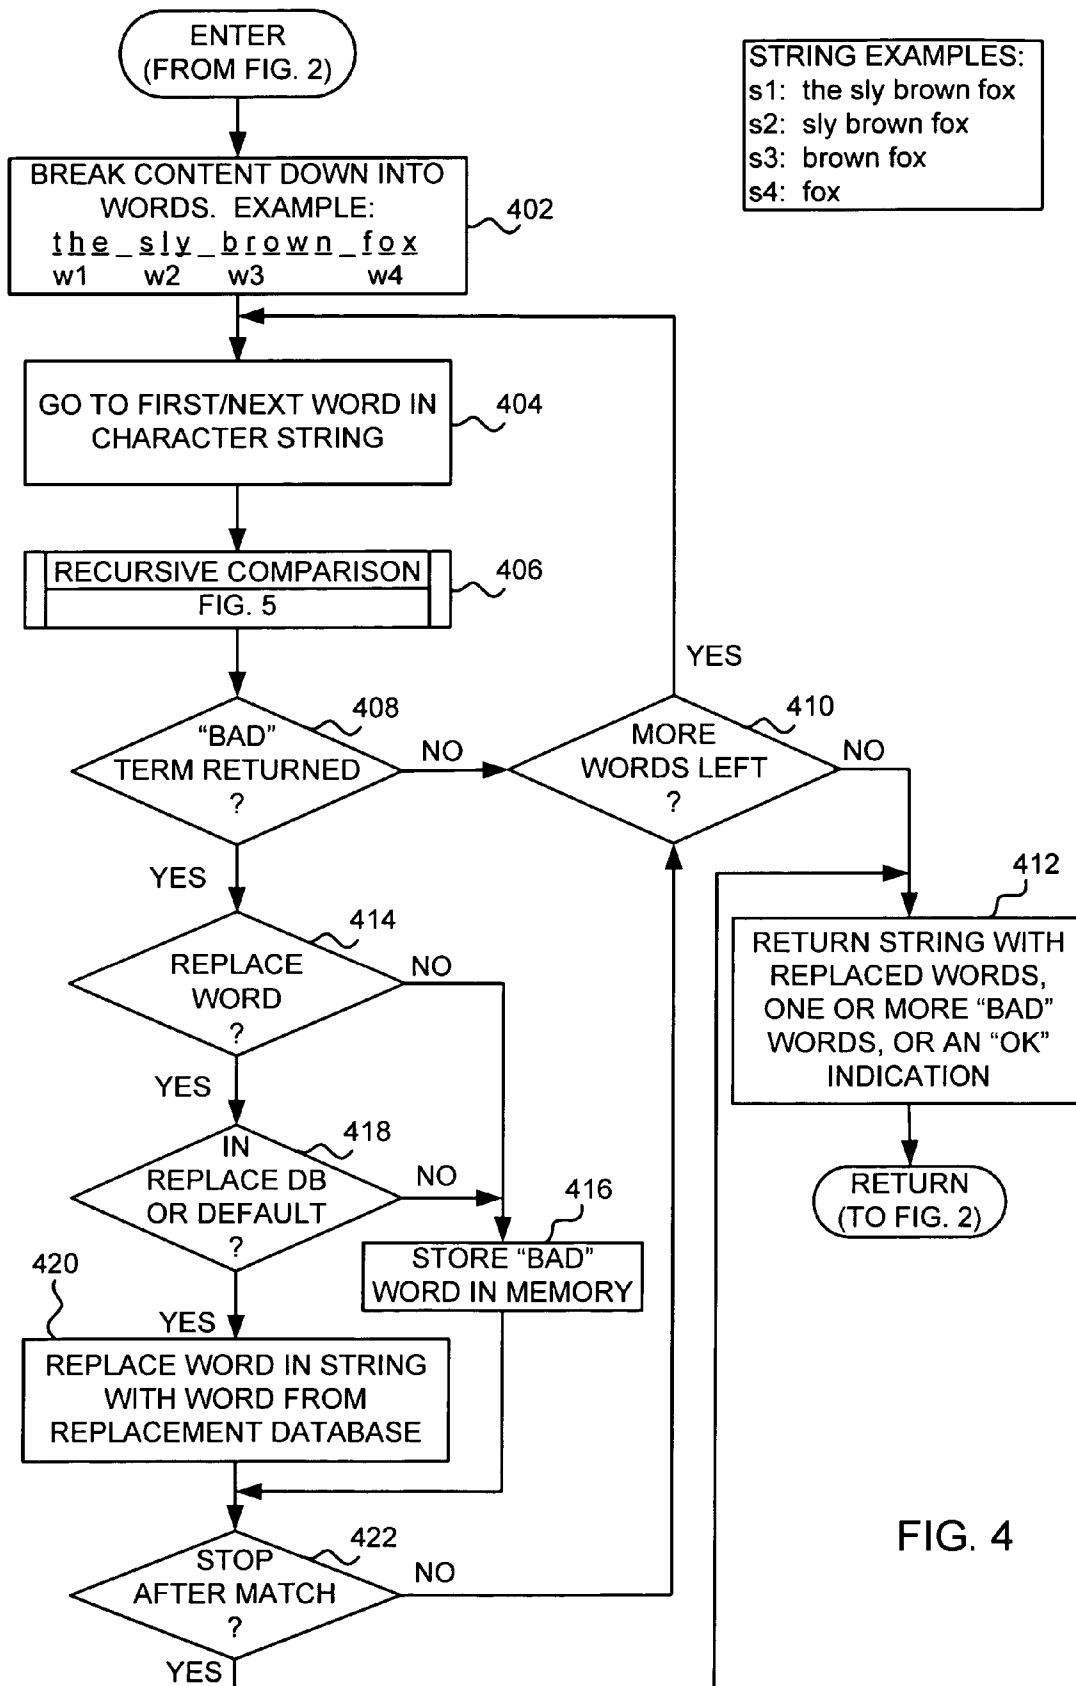 ENTER
(FROM FIG. 2)
STRING EXAMPLES:
s1: the sly brown fox
s2: sly brown fox
s3: brown fox
s4: fox
BREAK CONTENT DOWN INTO
WORDS. EXAMPLE:
the_sly_brown_fox
w1 w2 w3 w4
402
GO TO FIRST/NEXT WORD IN
CHARACTER STRING
404
RECURSIVE COMPARISON
FIG. 5
406
"BAD"
TERM RETURNED
?
408
NO
YES
MORE
WORDS LEFT
?
410
YES
NO
REPLACE
WORD
?
414
NO
YES
412
RETURN STRING WITH
REPLACED WORDS,
ONE OR MORE "BAD"
WORDS, OR AN "OK"
INDICATION
RETURN
(TO FIG. 2)
IN
REPLACE DB
OR DEFAULT
?
418
NO
YES
416
STORE "BAD"
WORD IN MEMORY
420
REPLACE WORD IN STRING
WITH WORD FROM
REPLACEMENT DATABASE
STOP
AFTER MATCH
?
422
NO
YES
FIG. 4